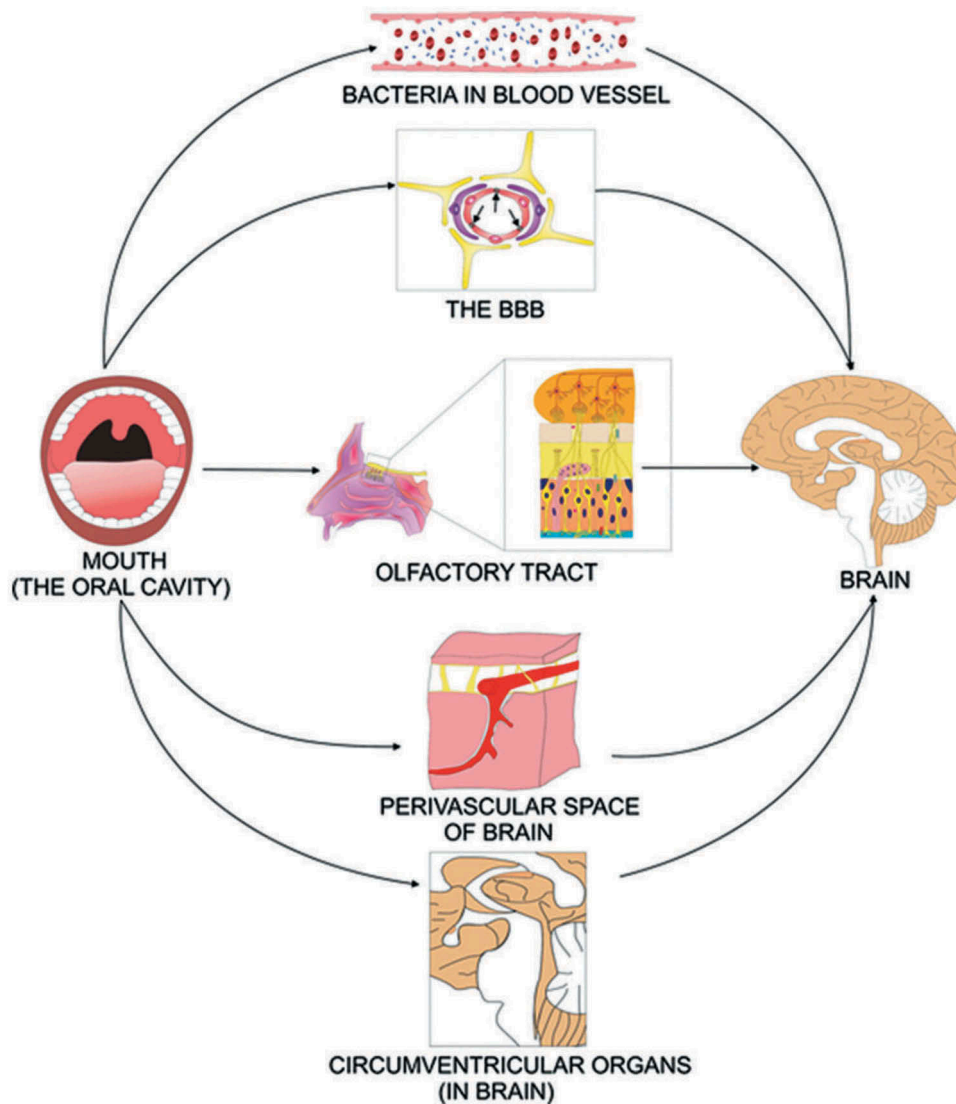 BACTERIA IN BLOOD VESSEL
THE BBB
MOUTH
(THE ORAL CAVITY)
OLFACTORY TRACT
BRAIN
PERIVASCULAR SPACE
OF BRAIN
CIRCUMVENTRICULAR ORGANS
(IN BRAIN)